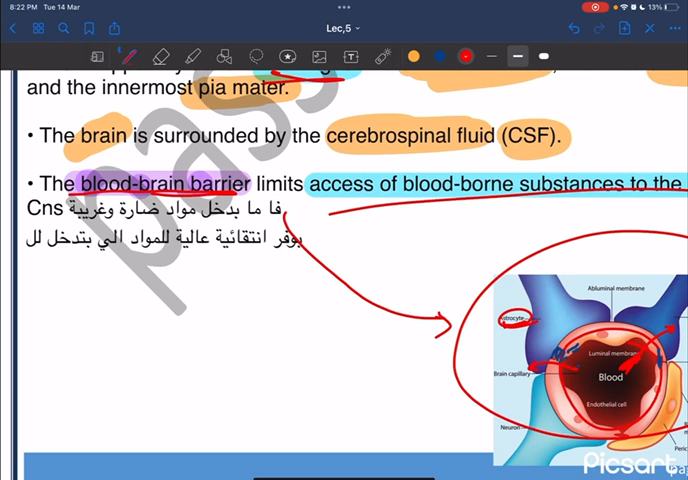 8:22 PM Tue 14 Mar
13%
Lec,5
and the innermost pia mater.
• The brain is surrounded by the cerebrospinal fluid (CSF).
• The blood-brain barrier limits access of blood-borne substances to the
فا ما بدخل مواد ضارة وغريبة Cns
بوفر انتقائية عالية للمواد الي بتدخل لل
Abluminal membrane
Luminal membrane
Brain capillary
Blood
Endothelial cell
Neuron
pass
Picsart